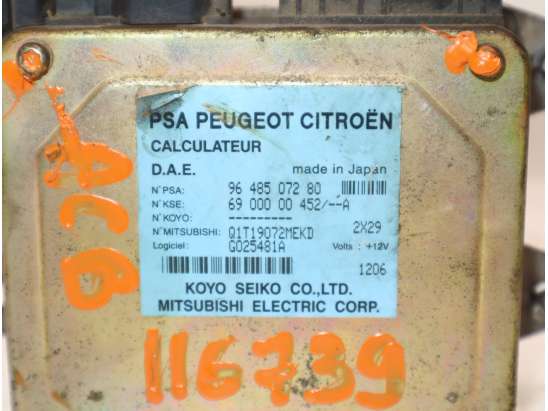 PSA PEUGEOT CITROËN
CALCULATEUR
D.A.E. made in Japan
N°PSA: 96 485 072 80
N°KSE: 69 000 00 452/--A
N°KOYO: ---------
N°MITSUBISHI: Q1T19072MEKD 2X29
Logiciel: G025481A Volts : +12V
1206
KOYO SEIKO CO.,LTD.
MITSUBISHI ELECTRIC CORP.
ACB
116739